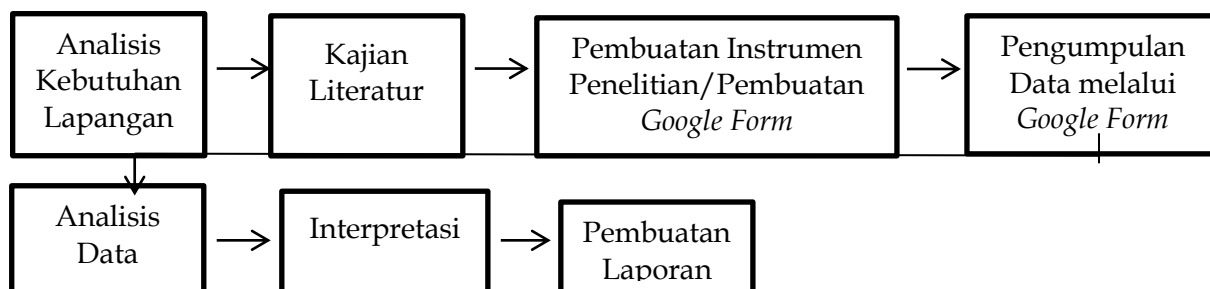 Analisis
Kebutuhan
Lapangan
Kajian
Literatur
Pembuatan Instrumen
Penelitian/Pembuatan
Google Form
Pengumpulan
Data melalui
Google Form
Analisis
Data
Interpretasi
Pembuatan
Laporan